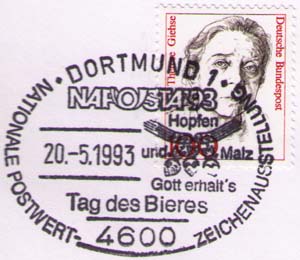 DORTMUND 1
NATIONALE POSTWERT-ZEICHENAUSSTELLUNG
NAPOSTA'93
Hopfen
und Malz
Gott erhalt's
20.-5.1993
Tag des Bieres
4600
Giehse
Deutsche Bundespost